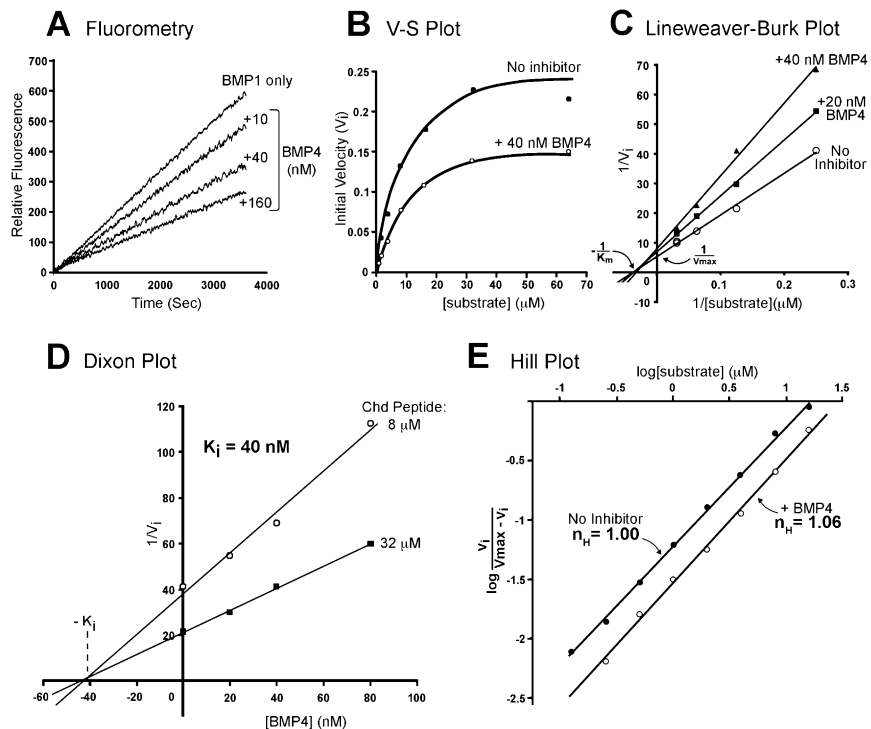 A Fluorometry
700
600
500
400
300
200
100
0
Relative Fluorescence
BMP1 only
+10
+40
+160
BMP4
(nM)
0
1000
2000
3000
4000
Time (Sec)
B V-S Plot
0.25
0.2
0.15
0.1
0.05
0
Initial Velocity (Vi)
No inhibitor
+ 40 nM BMP4
0 10 20 30 40 50 60 70
[substrate] (μM)
C Lineweaver-Burk Plot
70
60
50
40
30
20
10
0
-10
1/Vi
+40 nM BMP4
+20 nM
BMP4
No
Inhibitor
- 1/Km
1/Vmax
0.1 0.2 0.3
1/[substrate](μM)
D Dixon Plot
120
100
80
60
40
20
1/Vi
Ki = 40 nM
Chd Peptide:
8 μM
32 μM
- Ki
-60 -40 -20 0 20 40 60 80 100
[BMP4] (nM)
E Hill Plot
log[substrate] (μM)
-1 -0.5 0 0.5 1 1.5
-0.5
-1
-1.5
-2
-2.5
log vi/Vmax - vi
No Inhibitor
nH= 1.00
+ BMP4
nH= 1.06